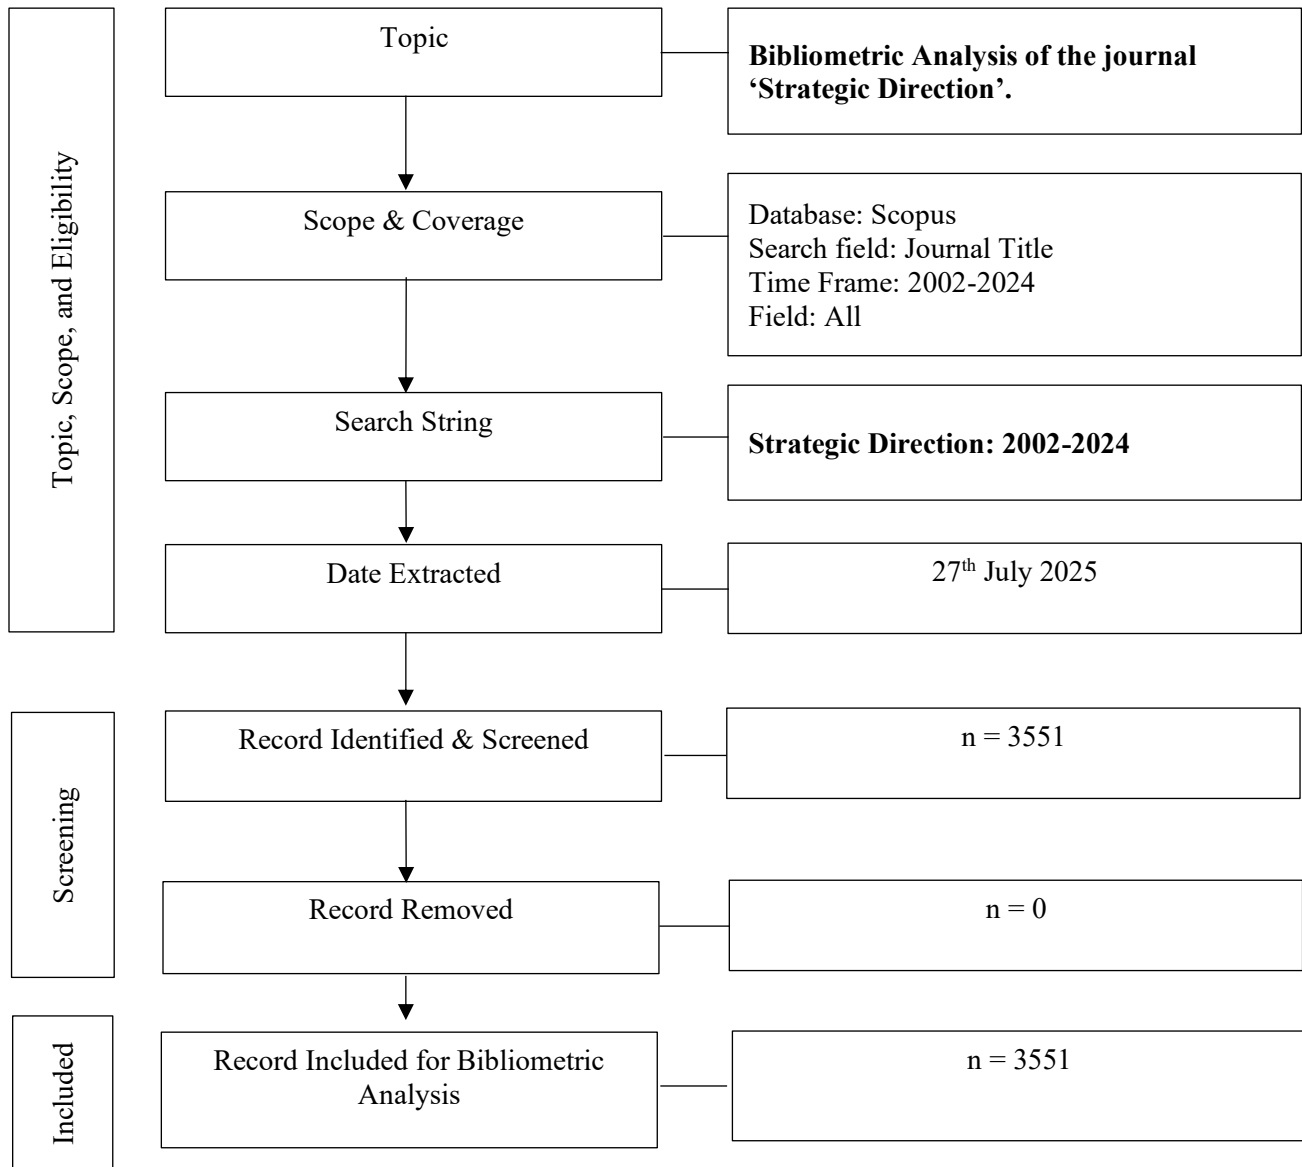 Topic, Scope, and Eligibility
Topic
Bibliometric Analysis of the journal
‘Strategic Direction’.
Scope & Coverage
Database: Scopus
Search field: Journal Title
Time Frame: 2002-2024
Field: All
Search String
Strategic Direction: 2002-2024
Date Extracted
27th July 2025
Screening
Record Identified & Screened
n = 3551
Record Removed
n = 0
Included
Record Included for Bibliometric
Analysis
n = 3551